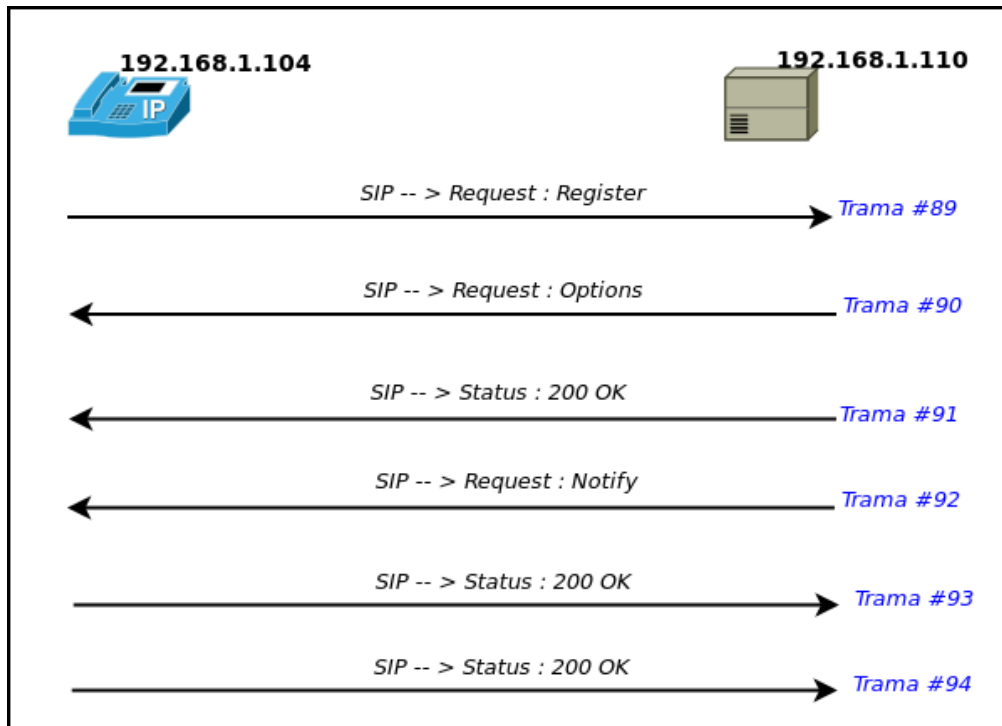 192.168.1.104
192.168.1.110
IP
SIP -- > Request : Register
Trama #89
SIP -- > Request : Options
Trama #90
SIP -- > Status : 200 OK
Trama #91
SIP -- > Request : Notify
Trama #92
SIP -- > Status : 200 OK
Trama #93
SIP -- > Status : 200 OK
Trama #94